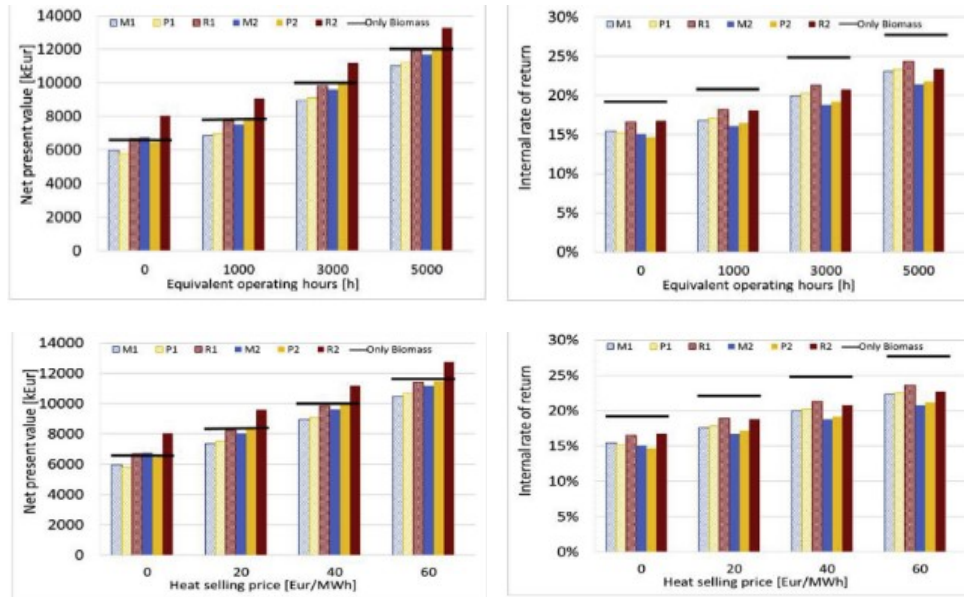 14000
12000
10000
8000
6000
4000
2000
0
Net present value [kEur]
M1 P1 R1 M2 P2 R2 Only Biomass
0 1000 3000 5000
Equivalent operating hours [h]
30%
25%
20%
15%
10%
5%
0%
Internal rate of return
M1 P1 R1 M2 P2 R2 Only Biomass
0 1000 3000 5000
Equivalent operating hours [h]
14000
12000
10000
8000
6000
4000
2000
0
Net present value [kEur]
M1 P1 R1 M2 P2 R2 Only Biomass
0 20 40 60
Heat selling price [Eur/MWh]
30%
25%
20%
15%
10%
5%
0%
Internal rate of return
M1 P1 R1 M2 P2 R2 Only Biomass
0 20 40 60
Heat selling price [Eur/MWh]